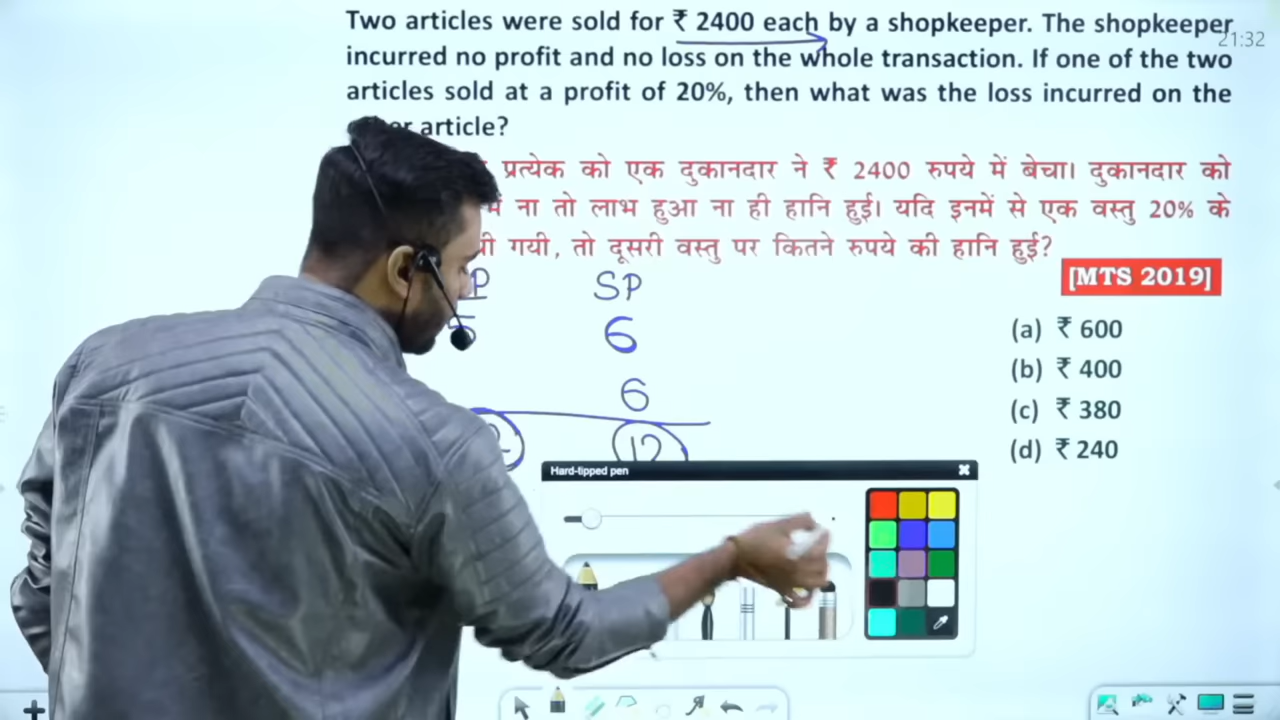 Two articles were sold for ₹ 2400 each by a shopkeeper. The shopkeeper
21:32
incurred no profit and no loss on the whole transaction. If one of the two
articles sold at a profit of 20%, then what was the loss incurred on the
article?
प्रत्येक को एक दुकानदार ने ₹ 2400 रुपये में बेचा। दुकानदार को
में ना तो लाभ हुआ ना ही हानि हुई। यदि इनमें से एक वस्तु 20% के
गयी, तो दूसरी वस्तु पर कितने रुपये की हानि हुई?
[MTS 2019]
P SP
5 6
6
12
(a) ₹ 600
(b) ₹ 400
(c) ₹ 380
(d) ₹ 240
Hard-tipped pen